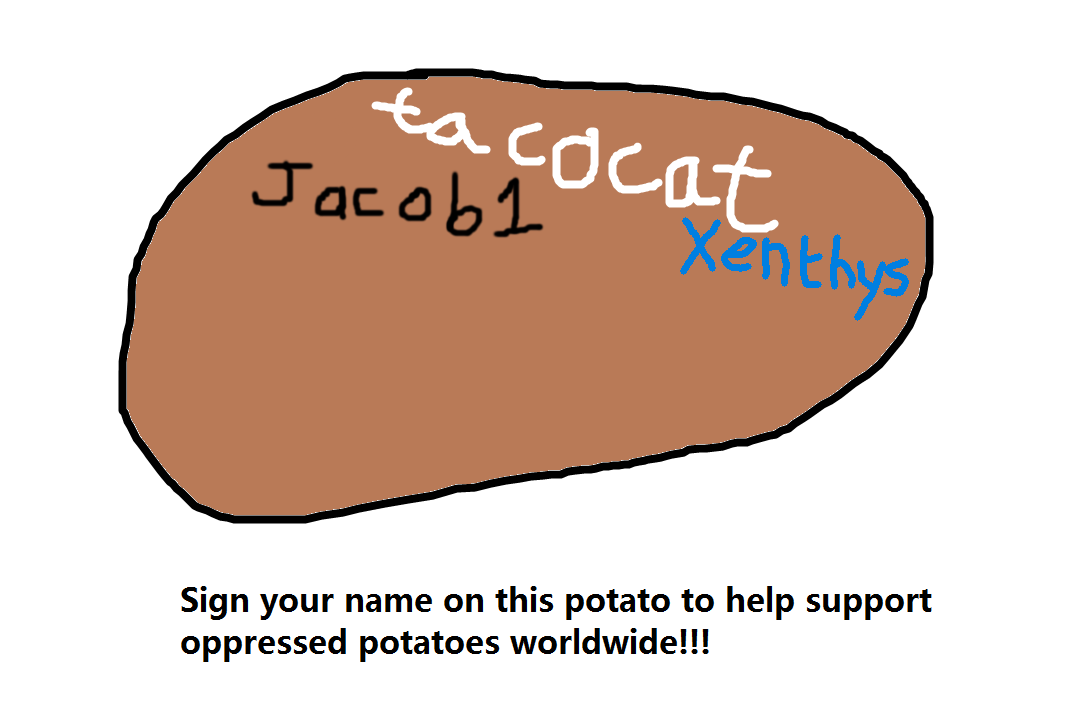 tacocat
Jacob1
Xenthys
Sign your name on this potato to help support
oppressed potatoes worldwide!!!